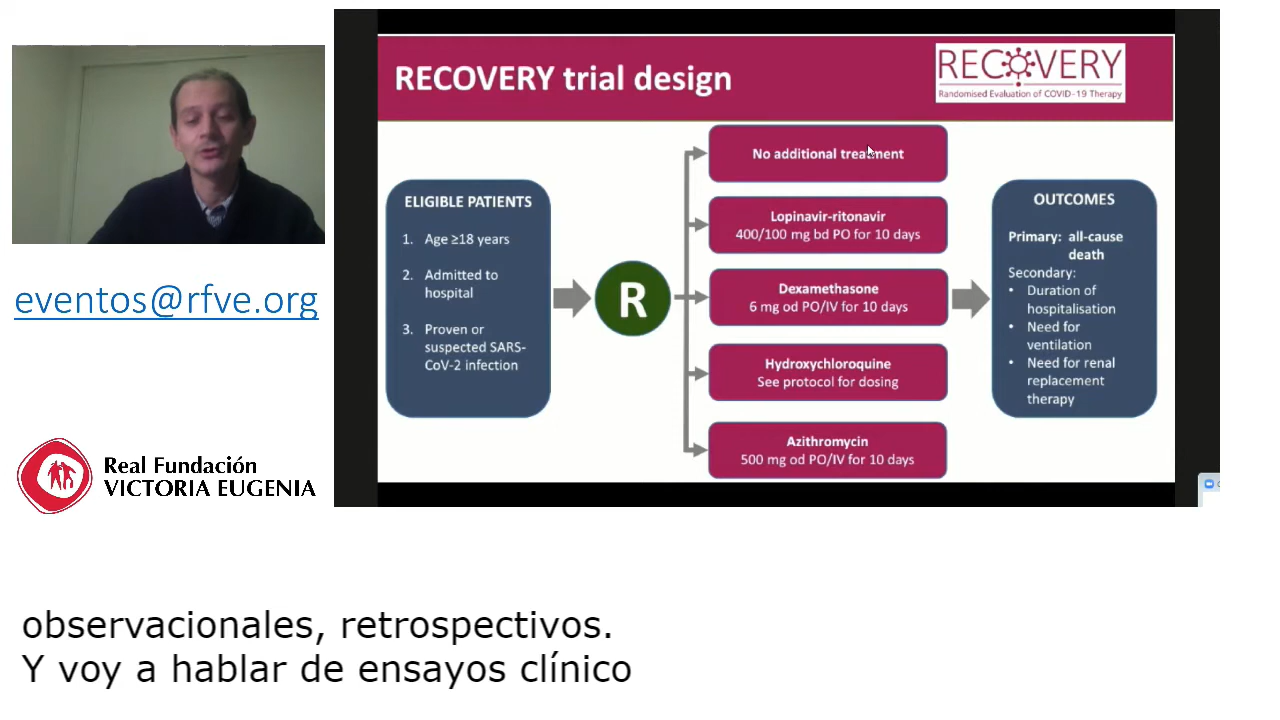 RECOVERY trial design
RECOVERY
Randomised Evaluation of COVID-19 Therapy
ELIGIBLE PATIENTS
1. Age ≥18 years
2. Admitted to
hospital
3. Proven or
suspected SARS-
CoV-2 infection
R
No additional treatment
Lopinavir-ritonavir
400/100 mg bd PO for 10 days
Dexamethasone
6 mg od PO/IV for 10 days
Hydroxychloroquine
See protocol for dosing
Azithromycin
500 mg od PO/IV for 10 days
OUTCOMES
Primary: all-cause
death
Secondary:
• Duration of
hospitalisation
• Need for
ventilation
• Need for renal
replacement
therapy
eventos@rfve.org
Real Fundación
VICTORIA EUGENIA
observacionales, retrospectivos.
Y voy a hablar de ensayos clínico